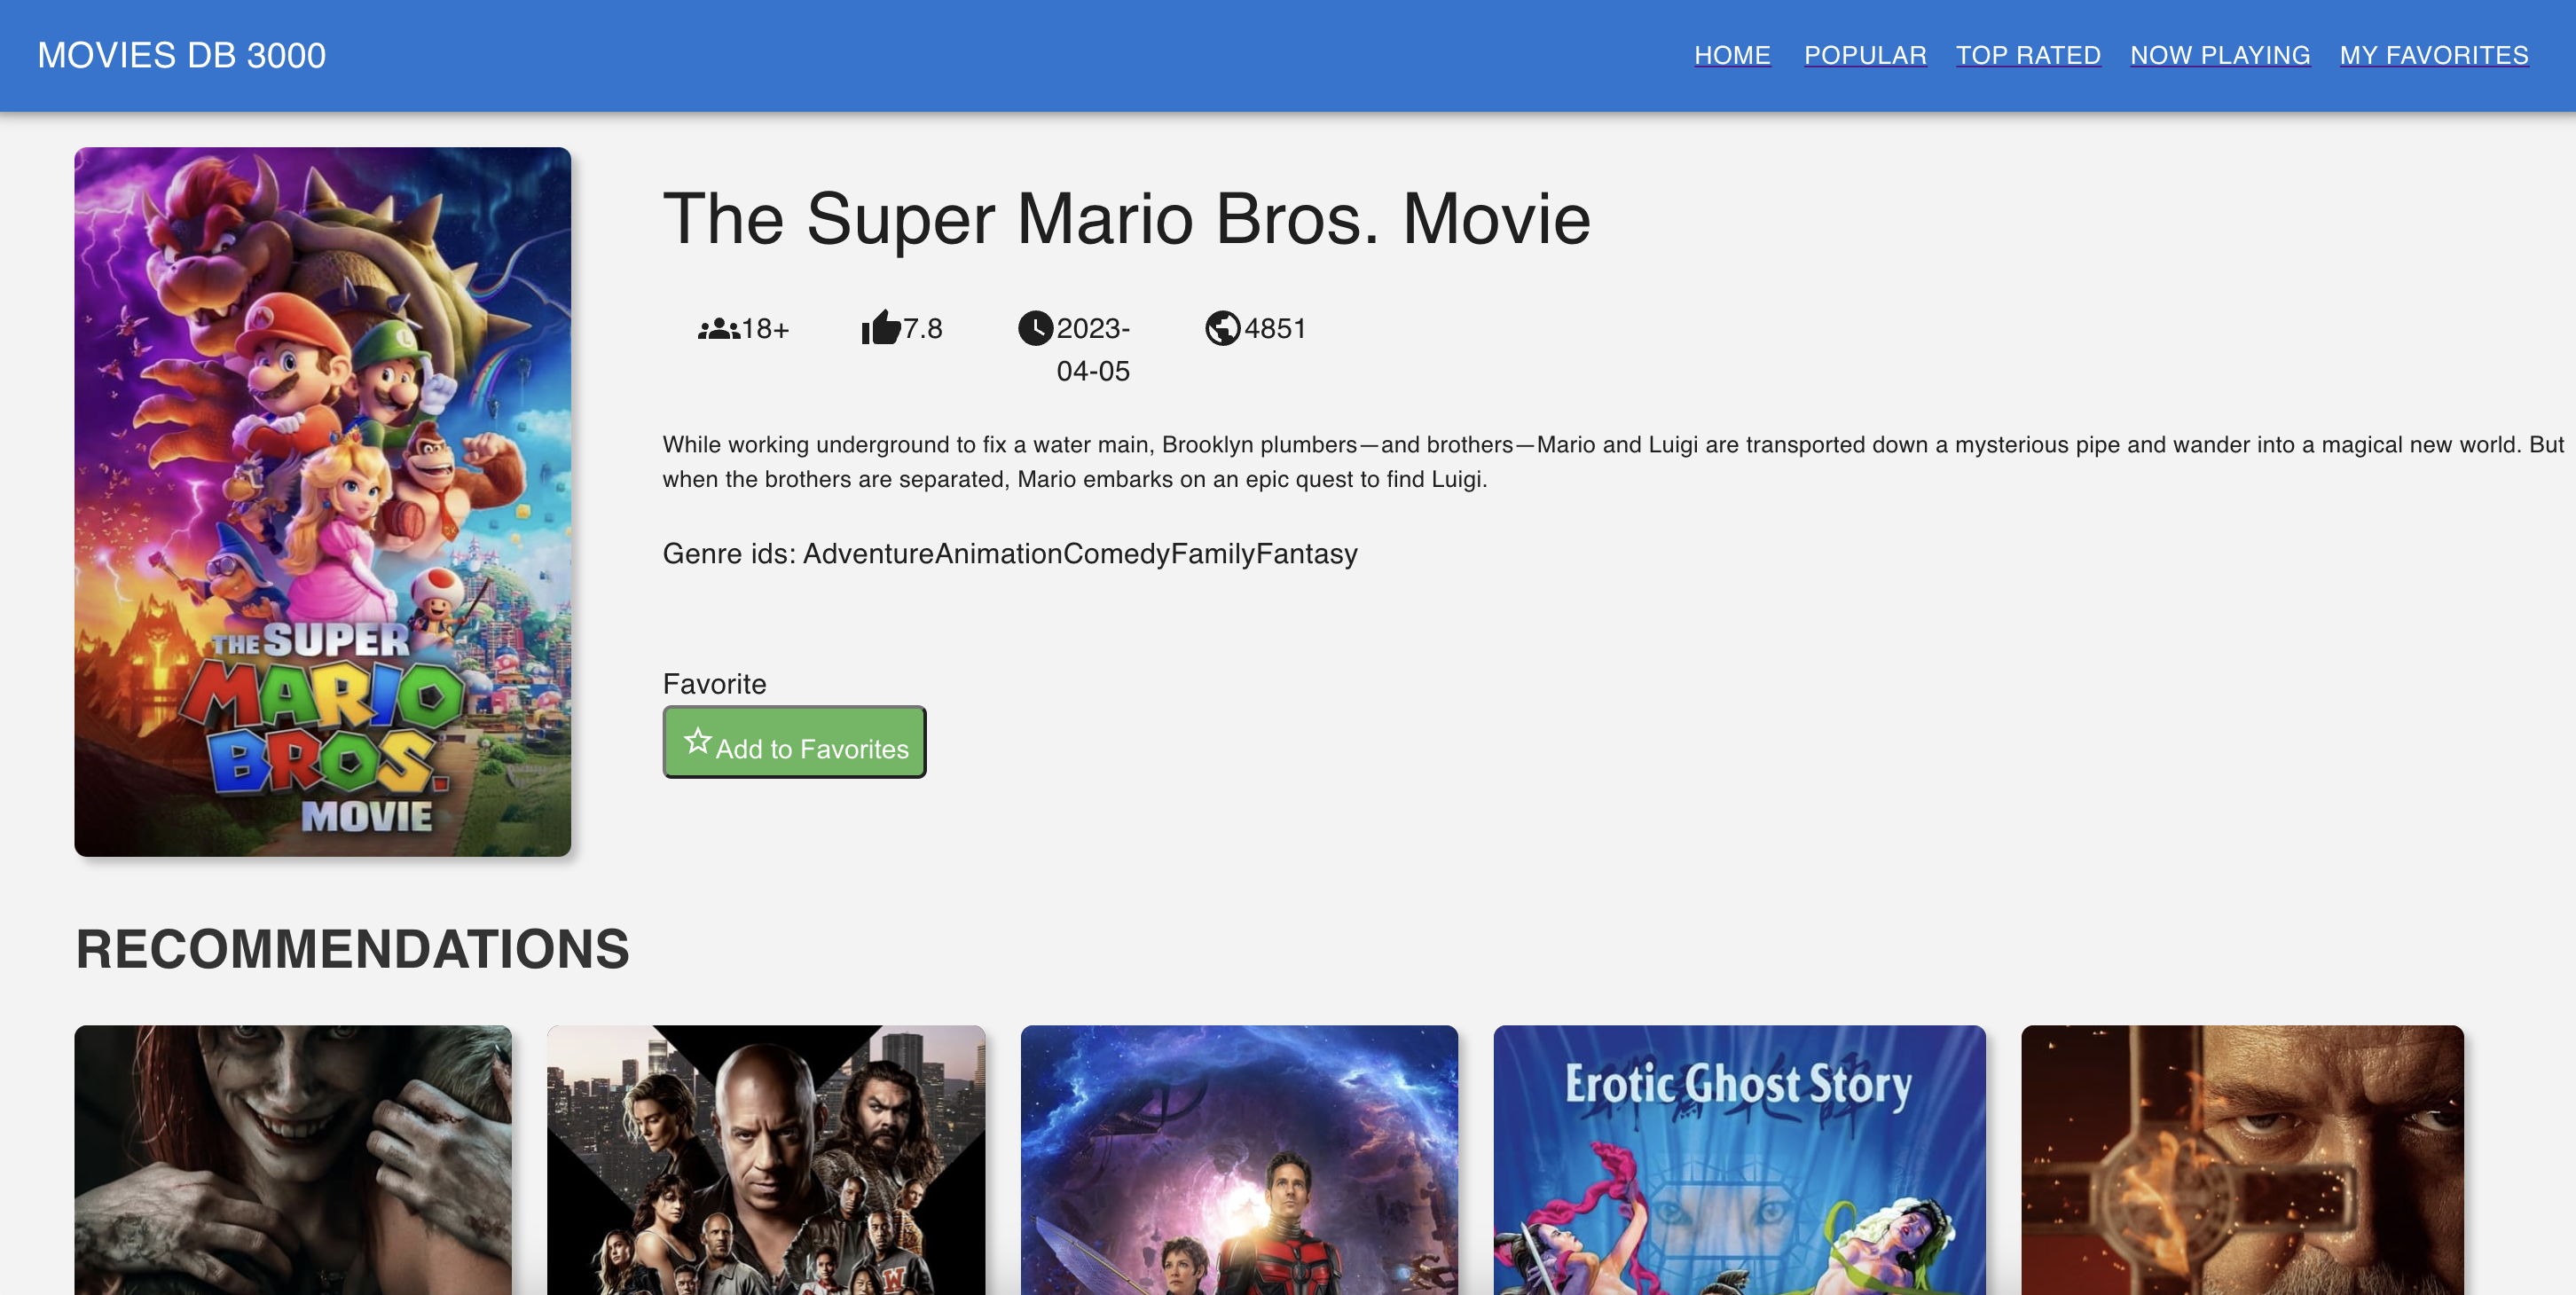 MOVIES DB 3000
HOME POPULAR TOP RATED NOW PLAYING MY FAVORITES
The Super Mario Bros. Movie
18+ 7.8 2023-04-05 4851
While working underground to fix a water main, Brooklyn plumbers—and brothers—Mario and Luigi are transported down a mysterious pipe and wander into a magical new world. But
when the brothers are separated, Mario embarks on an epic quest to find Luigi.
Genre ids: AdventureAnimationComedyFamilyFantasy
Favorite
Add to Favorites
THE SUPER
MARIO
BROS.
MOVIE
RECOMMENDATIONS
Erotic Ghost Story